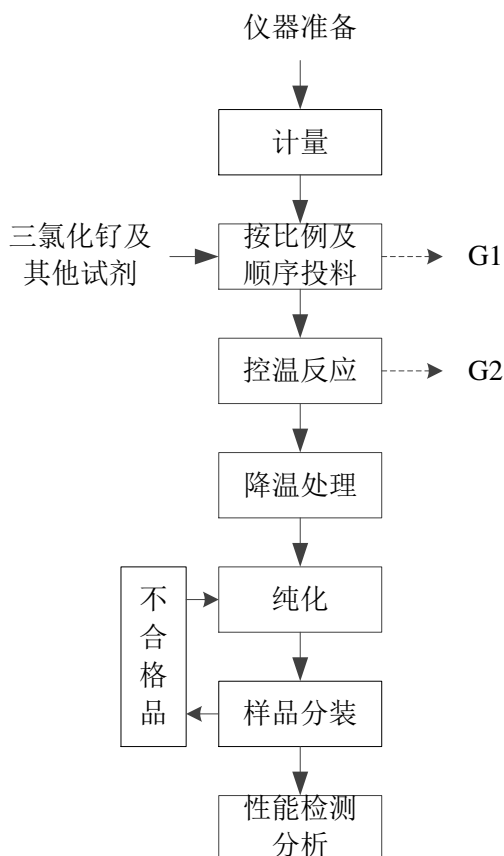 仪器准备
计量
三氯化钌及
其他试剂
按比例及
顺序投料
G1
控温反应
G2
降温处理
纯化
不
合
格
品
样品分装
性能检测
分析